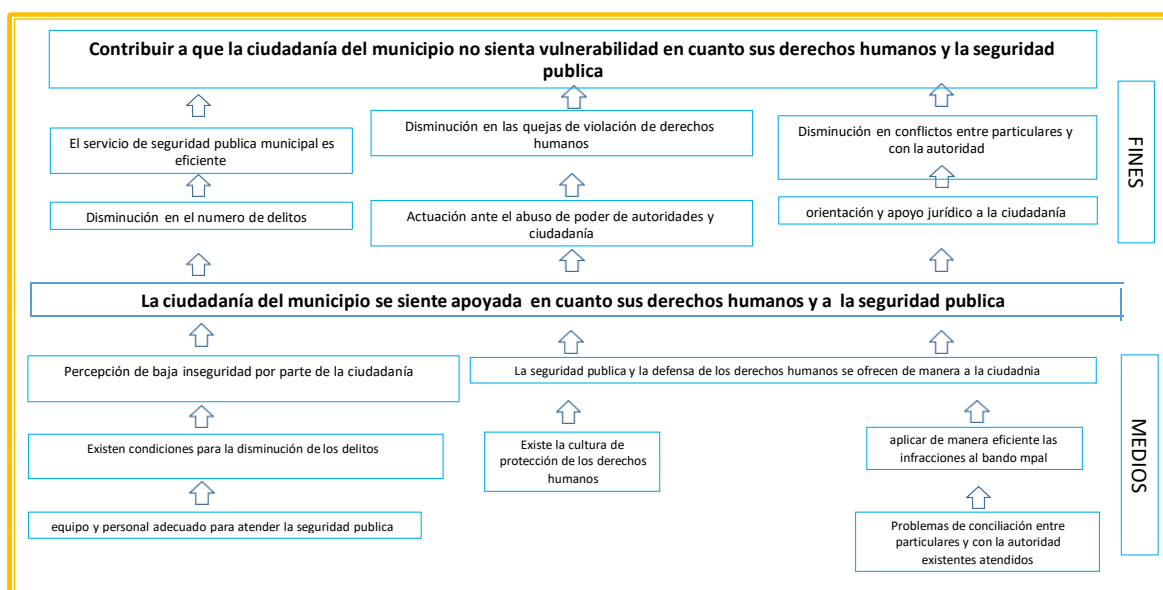 Contribuir a que la ciudadanía del municipio no sienta vulnerabilidad en cuanto sus derechos humanos y la seguridad
publica
El servicio de seguridad publica municipal es
eficiente
Disminución en las quejas de violación de derechos
humanos
Disminución en conflictos entre particulares y
con la autoridad
FINES
Disminución en el numero de delitos
Actuación ante el abuso de poder de autoridades y
ciudadanía
orientación y apoyo jurídico a la ciudadanía
La ciudadanía del municipio se siente apoyada en cuanto sus derechos humanos y a la seguridad publica
Percepción de baja inseguridad por parte de la ciudadanía
La seguridad publica y la defensa de los derechos humanos se ofrecen de manera a la ciudadnia
MEDIOS
Existen condiciones para la disminución de los delitos
Existe la cultura de
protección de los derechos
humanos
aplicar de manera eficiente las
infracciones al bando mpal
equipo y personal adecuado para atender la seguridad publica
Problemas de conciliación entre
particulares y con la autoridad
existentes atendidos